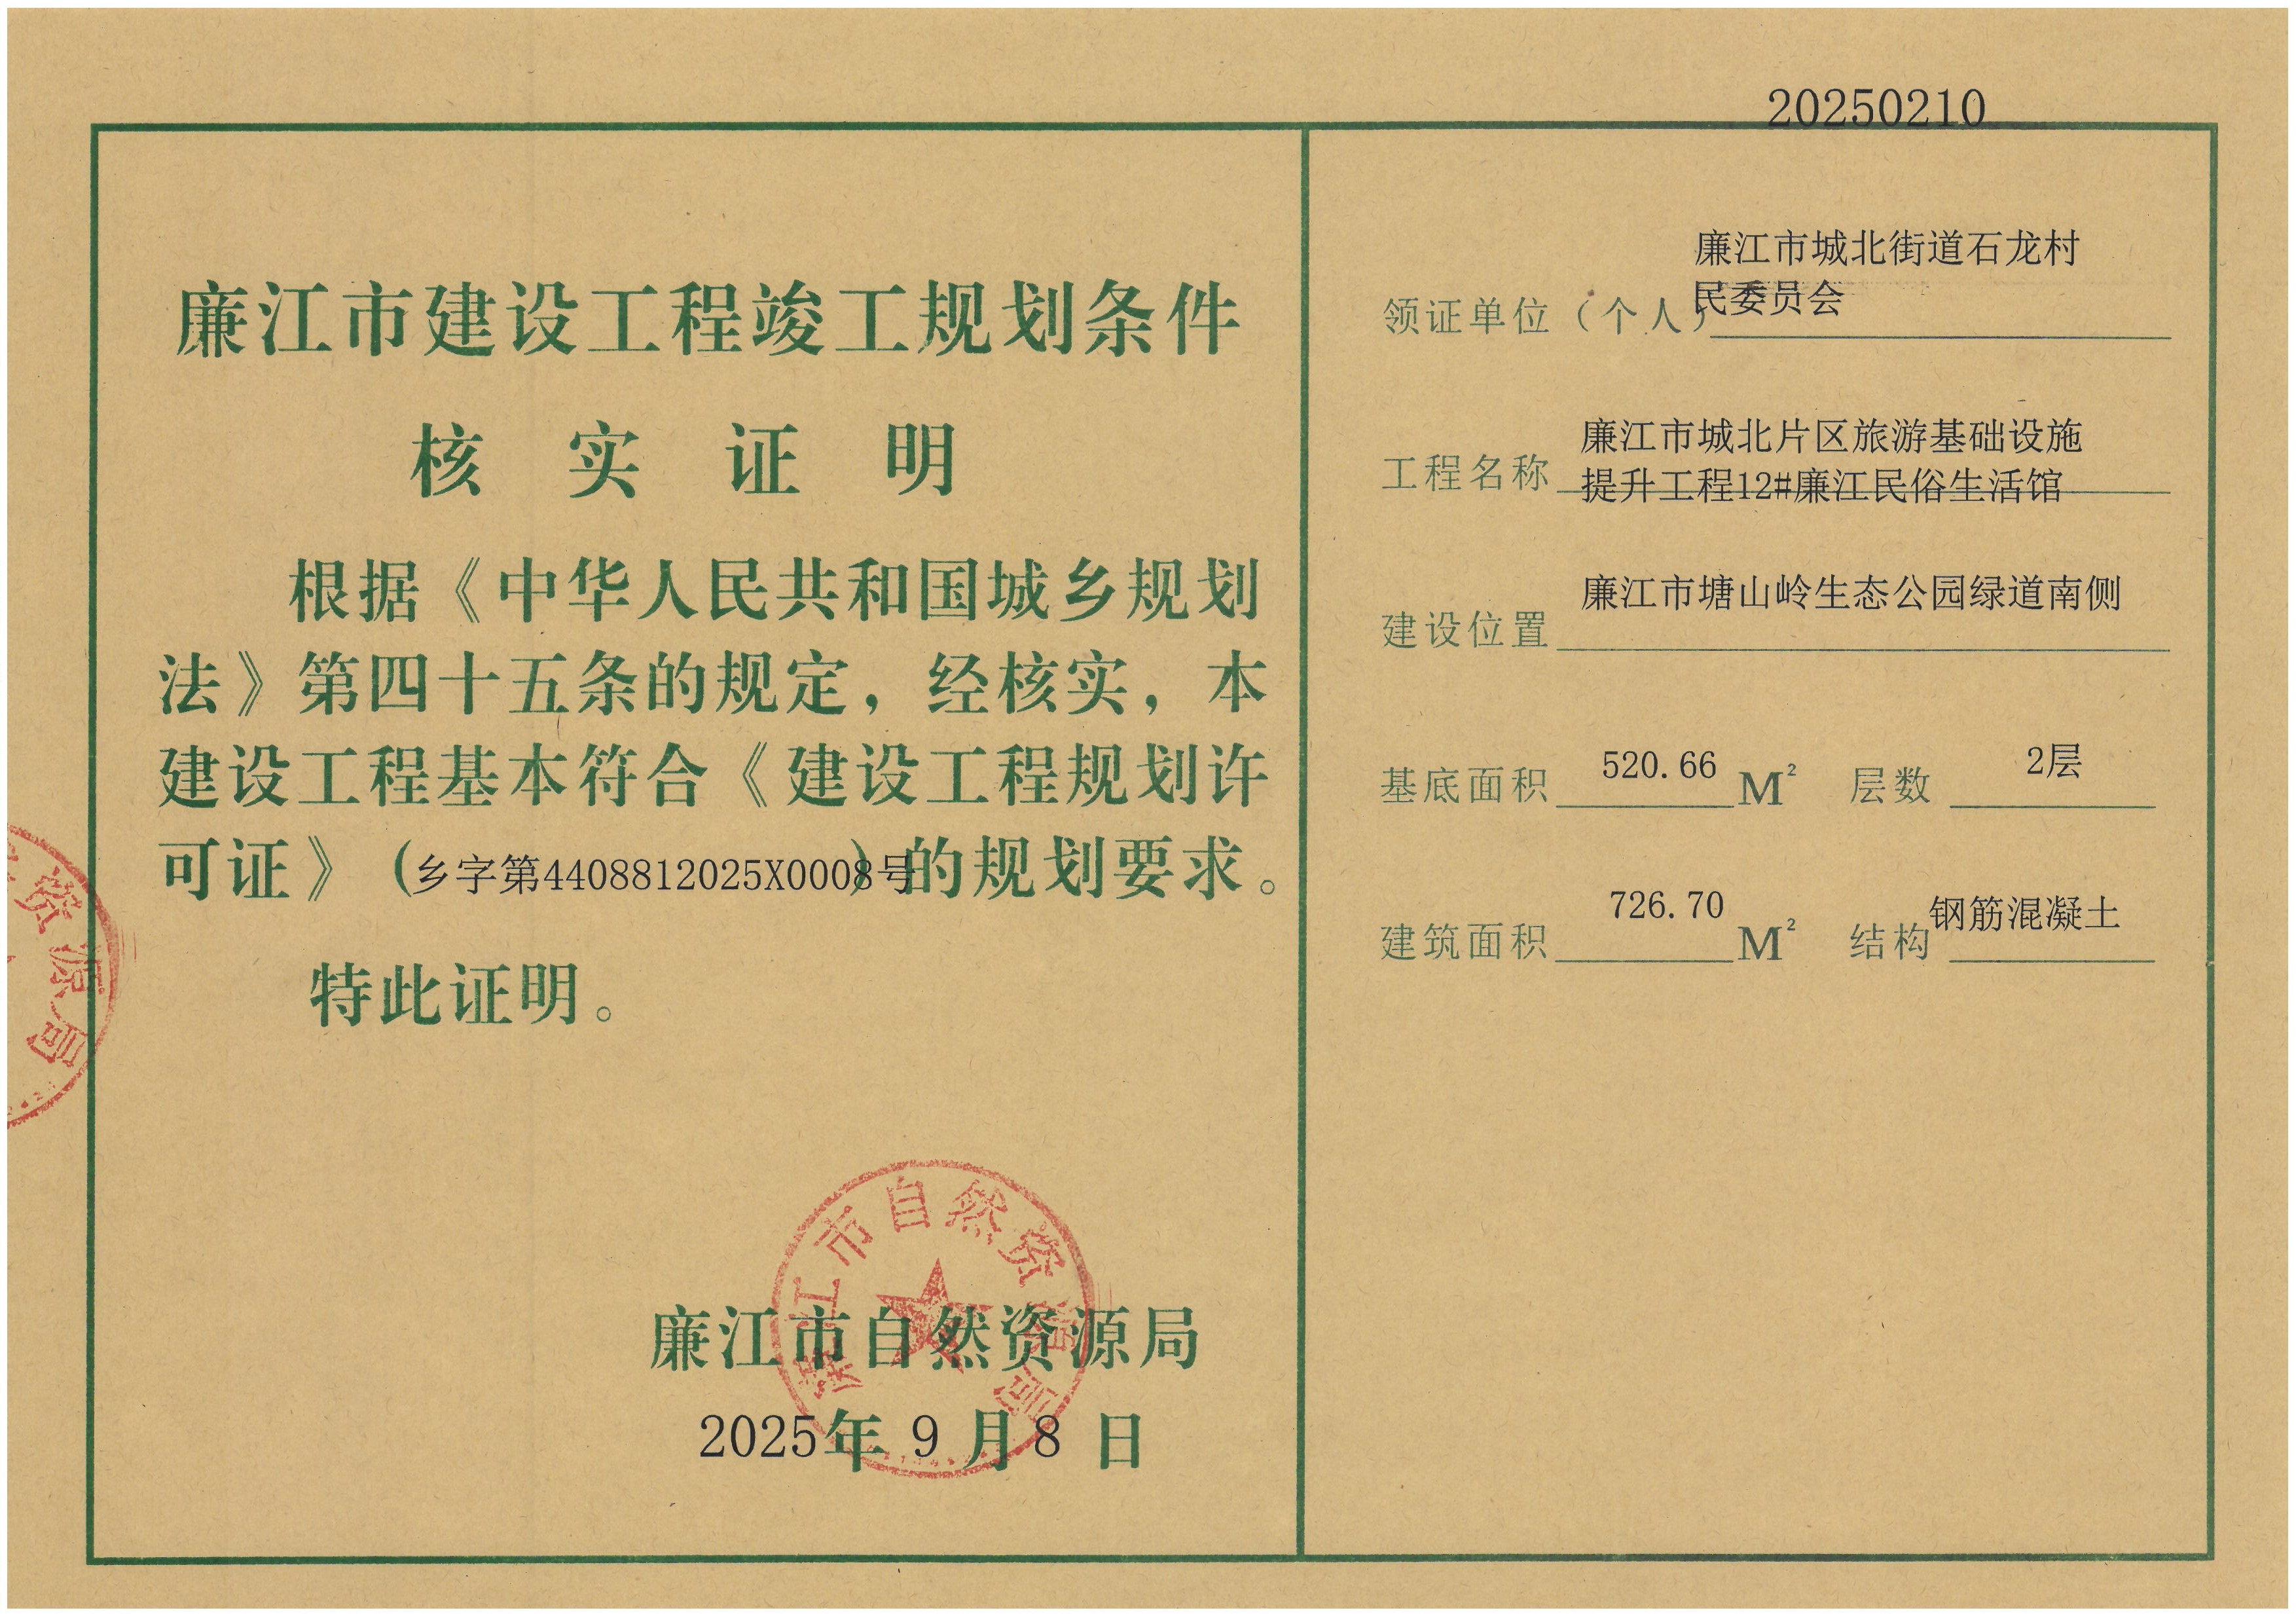 20250210
廉江市建设工程竣工规划条件
核实证明
根据《中华人民共和国城乡规划
法》第四十五条的规定，经核实，本
建设工程基本符合《建设工程规划许
可证》（乡字第4408812025X0008号）的规划要求。
特此证明。
廉江市自然资源局
2025年9月8日
廉江市自然资源局
资源局
领证单位（个人）廉江市城北街道石龙村
民委员会
工程名称 廉江市城北片区旅游基础设施
提升工程12#廉江民俗生活馆
建设位置 廉江市塘山岭生态公园绿道南侧
基底面积 520.66 M² 层数 2层
建筑面积 726.70 M² 结构 钢筋混凝土